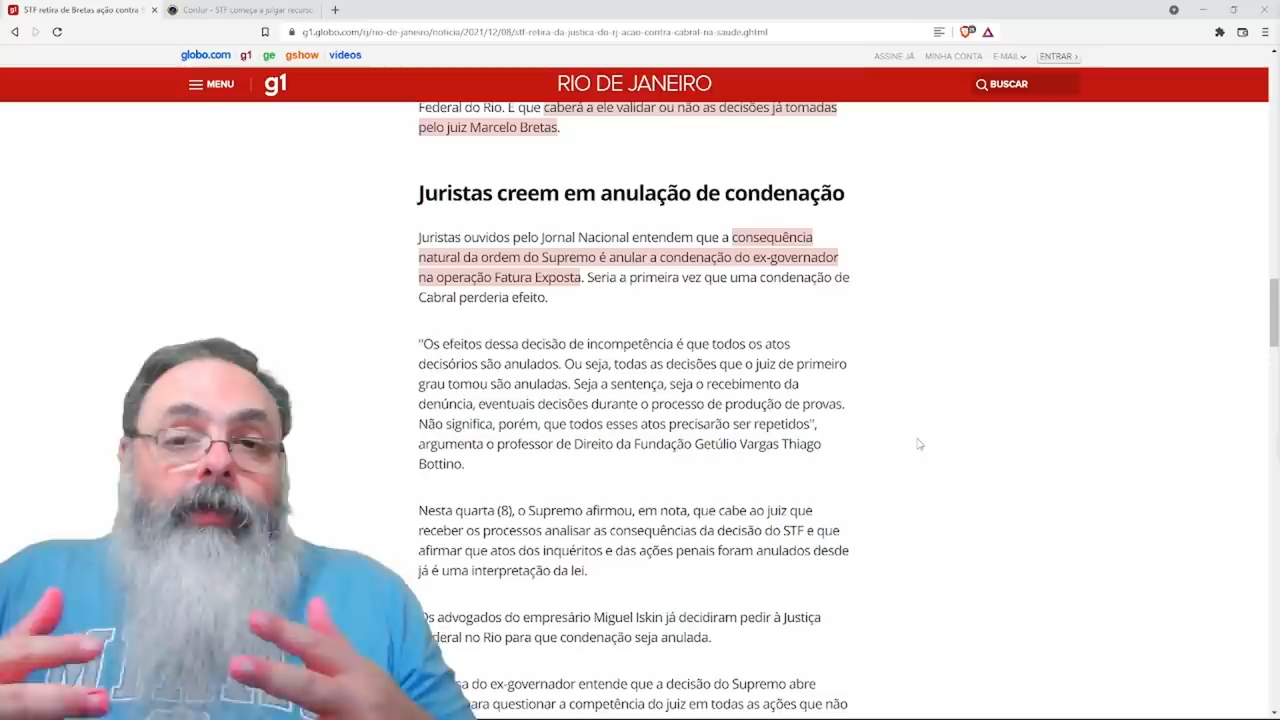 g1 STF retira de Bretas ação contra S
ConJur - STF começa a julgar recurso
g1.globo.com/rj/rio-de-janeiro/noticia/2021/12/08/stf-retira-da-justica-do-rj-acao-contra-cabral-na-saude.ghtml
globo.com g1 ge gshow videos
ASSINE JÁ MINHA CONTA E-MAIL ENTRAR ›
MENU g1 RIO DE JANEIRO BUSCAR
Federal do Rio. E que caberá a ele validar ou não as decisões já tomadas
pelo juiz Marcelo Bretas.
Juristas creem em anulação de condenação
Juristas ouvidos pelo Jornal Nacional entendem que a consequência
natural da ordem do Supremo é anular a condenação do ex-governador
na operação Fatura Exposta. Seria a primeira vez que uma condenação de
Cabral perderia efeito.
"Os efeitos dessa decisão de incompetência é que todos os atos
decisórios são anulados. Ou seja, todas as decisões que o juiz de primeiro
grau tomou são anuladas. Seja a sentença, seja o recebimento da
denúncia, eventuais decisões durante o processo de produção de provas.
Não significa, porém, que todos esses atos precisarão ser repetidos",
argumenta o professor de Direito da Fundação Getúlio Vargas Thiago
Bottino.
Nesta quarta (8), o Supremo afirmou, em nota, que cabe ao juiz que
receber os processos analisar as consequências da decisão do STF e que
afirmar que atos dos inquéritos e das ações penais foram anulados desde
já é uma interpretação da lei.
s advogados do empresário Miguel Iskin já decidiram pedir à Justiça
deral no Rio para que condenação seja anulada.
sa do ex-governador entende que a decisão do Supremo abre
ara questionar a competência do juiz em todas as ações que não